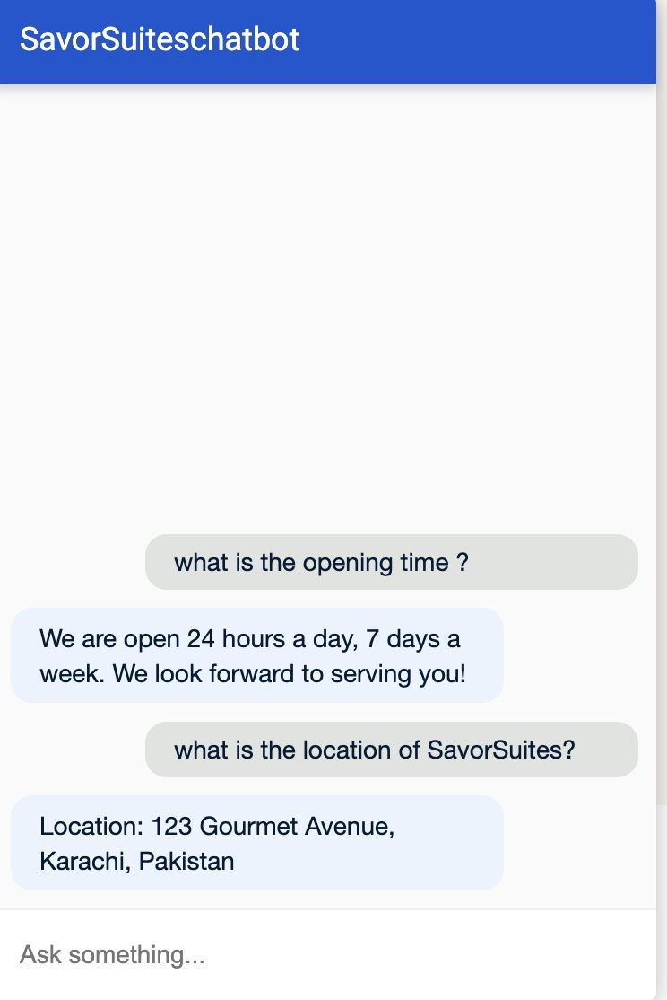 SavorSuiteschatbot
what is the opening time ?
We are open 24 hours a day, 7 days a
week. We look forward to serving you!
what is the location of SavorSuites?
Location: 123 Gourmet Avenue,
Karachi, Pakistan
Ask something...